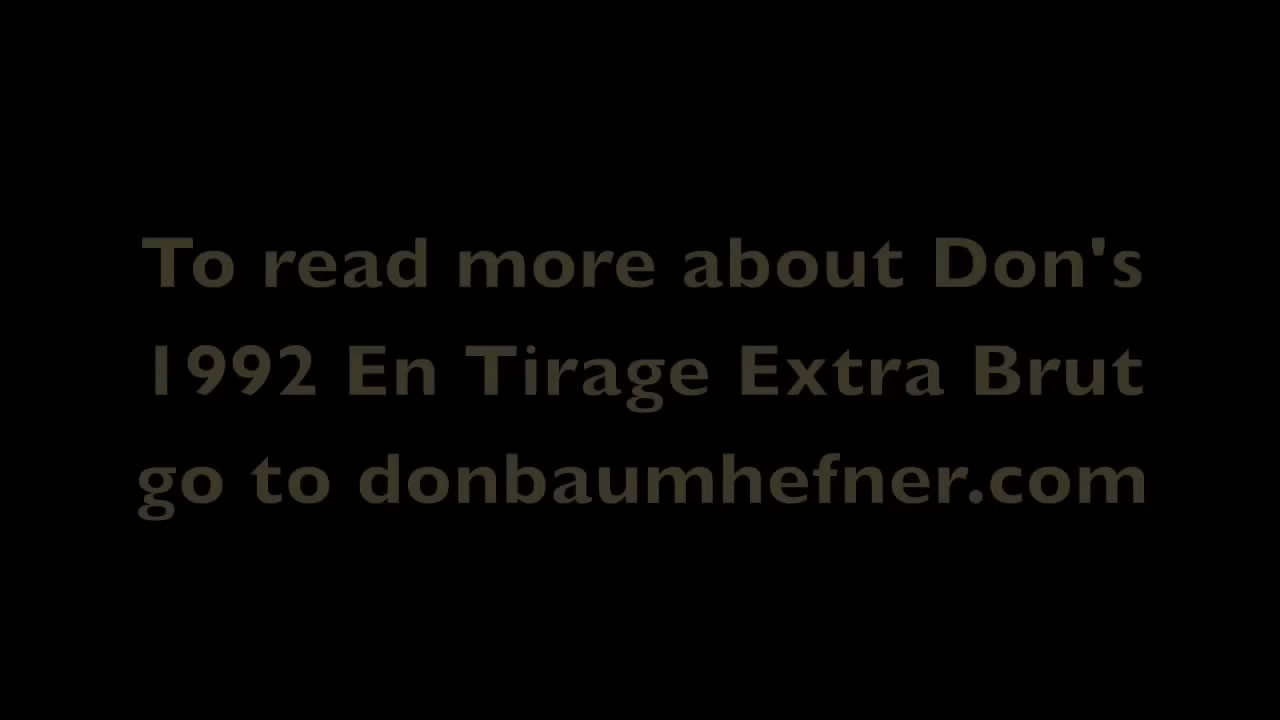 To read more about Don's
1992 En Tirage Extra Brut
go to donbaumhefner.com